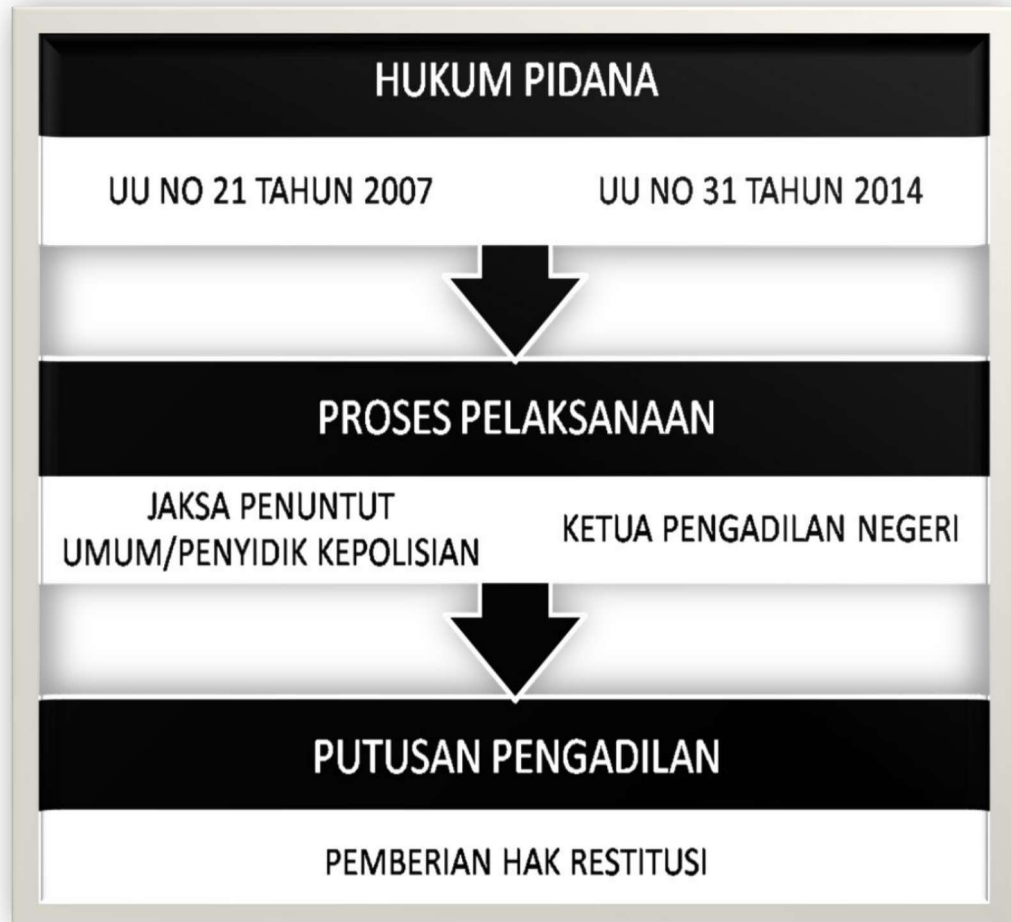 HUKUM PIDANA
UU NO 21 TAHUN 2007
UU NO 31 TAHUN 2014
PROSES PELAKSANAAN
JAKSA PENUNTUT
UMUM/PENYIDIK KEPOLISIAN
KETUA PENGADILAN NEGERI
PUTUSAN PENGADILAN
PEMBERIAN HAK RESTITUSI